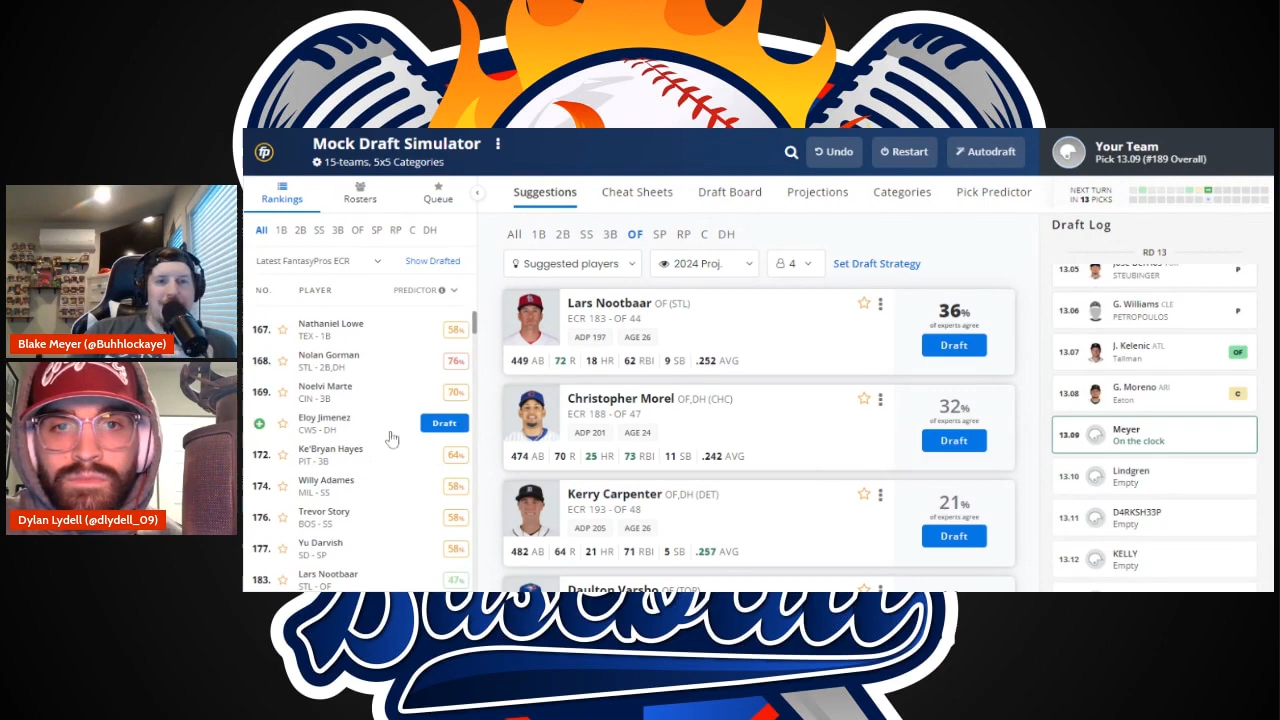 Mock Draft Simulator
15-teams, 5x5 Categories
Undo
Restart
Autodraft
Your Team
Pick 13.09 (#189 Overall)
Rankings
Rosters
Queue
Suggestions
Cheat Sheets
Draft Board
Projections
Categories
Pick Predictor
NEXT TURN
IN 13 PICKS
All 1B 2B SS 3B OF SP RP C DH
Latest FantasyPros ECR
Show Drafted
NO. PLAYER PREDICTOR
167. Nathaniel Lowe 58%
TEX - 1B
168. Nolan Gorman 76%
STL - 2B,DH
169. Noelvi Marte 70%
CIN - 3B
Eloy Jimenez Draft
CWS - DH
172. Ke'Bryan Hayes 64%
PIT - 3B
174. Willy Adames 58%
MIL - SS
176. Trevor Story 58%
BOS - SS
177. Yu Darvish 58%
SD - SP
183. Lars Nootbaar 47%
STL - OF
All 1B 2B SS 3B OF SP RP C DH
Suggested players
2024 Proj.
4
Set Draft Strategy
Lars Nootbaar OF (STL)
ECR 183 - OF 44
ADP 197 AGE 26
449 AB 72 R 18 HR 62 RBI 9 SB .252 AVG
36%
of experts agree
Draft
Christopher Morel OF,DH (CHC)
ECR 188 - OF 47
ADP 201 AGE 24
474 AB 70 R 25 HR 73 RBI 11 SB .242 AVG
32%
of experts agree
Draft
Kerry Carpenter OF,DH (DET)
ECR 193 - OF 48
ADP 205 AGE 26
482 AB 64 R 21 HR 71 RBI 5 SB .257 AVG
21%
of experts agree
Draft
Daulton Varsho OF (TOR)
Draft Log
RD 13
13.05
STEUBINGER
P
13.06 G. Williams CLE
PETROPOULOS
P
13.07 J. Kelenic ATL
Tallman
OF
13.08 G. Moreno ARI
Eaton
C
13.09 Meyer
On the clock
13.10 Lindgren
Empty
13.11 D4RKSH33P
Empty
13.12 KELLY
Empty
Blake Meyer (@Buhhlockaye)
Dylan Lydell (@dlydell_09)
fp
Baseball